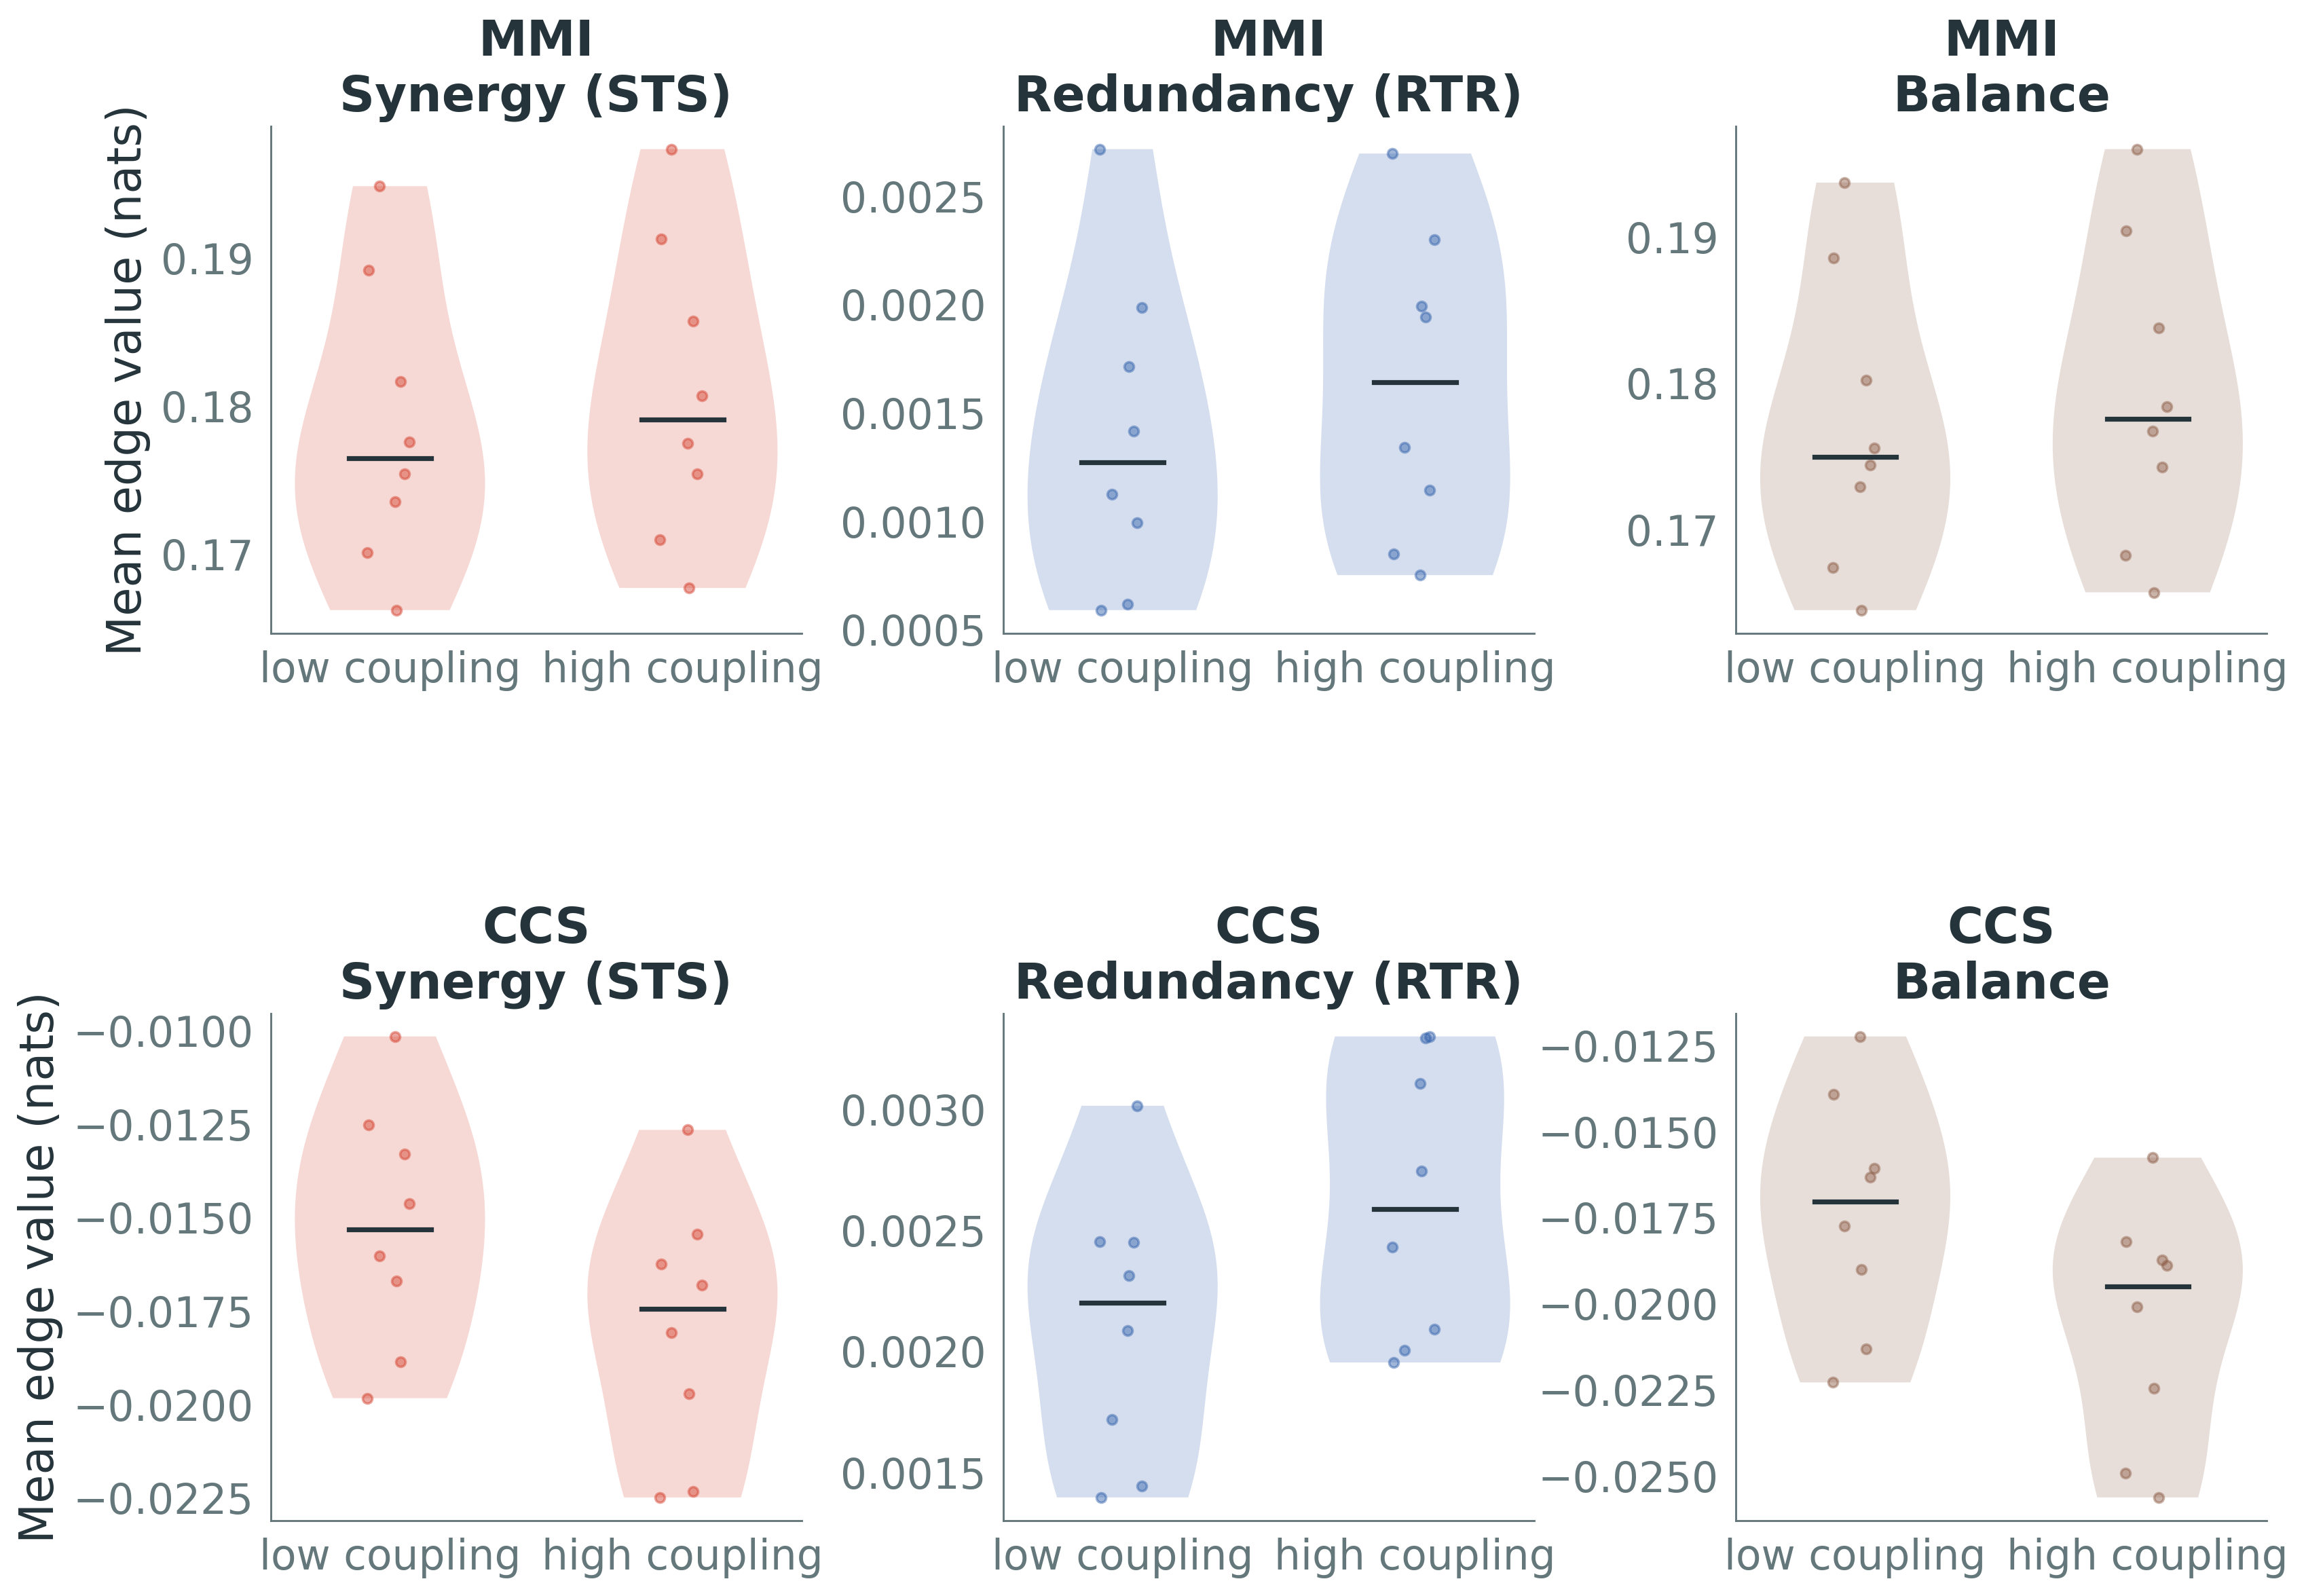 MMI
Synergy (STS)
MMI
Redundancy (RTR)
MMI
Balance
Mean edge value (nats)
0.19
0.18
0.17
low coupling
high coupling
0.0025
0.0020
0.0015
0.0010
0.0005
low coupling
high coupling
0.19
0.18
0.17
low coupling
high coupling
CCS
Synergy (STS)
CCS
Redundancy (RTR)
CCS
Balance
Mean edge value (nats)
−0.0100
−0.0125
−0.0150
−0.0175
−0.0200
−0.0225
low coupling
high coupling
0.0030
0.0025
0.0020
0.0015
low coupling
high coupling
−0.0125
−0.0150
−0.0175
−0.0200
−0.0225
−0.0250
low coupling
high coupling